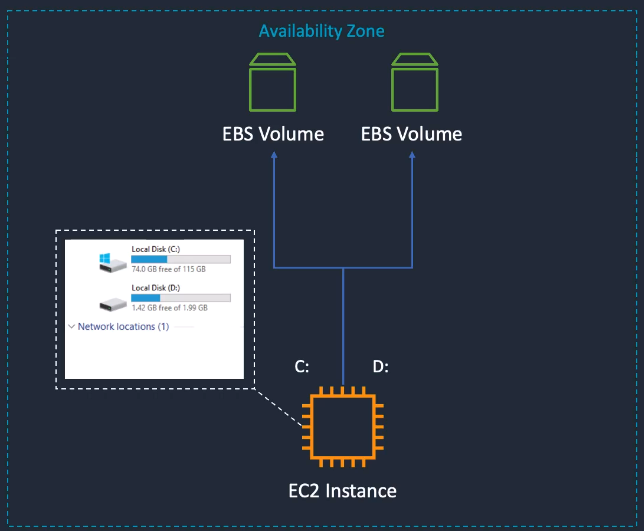 Availability Zone
EBS Volume
EBS Volume
Local Disk (C:)
74.0 GB free of 115 GB
Local Disk (D:)
1.42 GB free of 1.99 GB
Network locations (1)
C:
D:
EC2 Instance